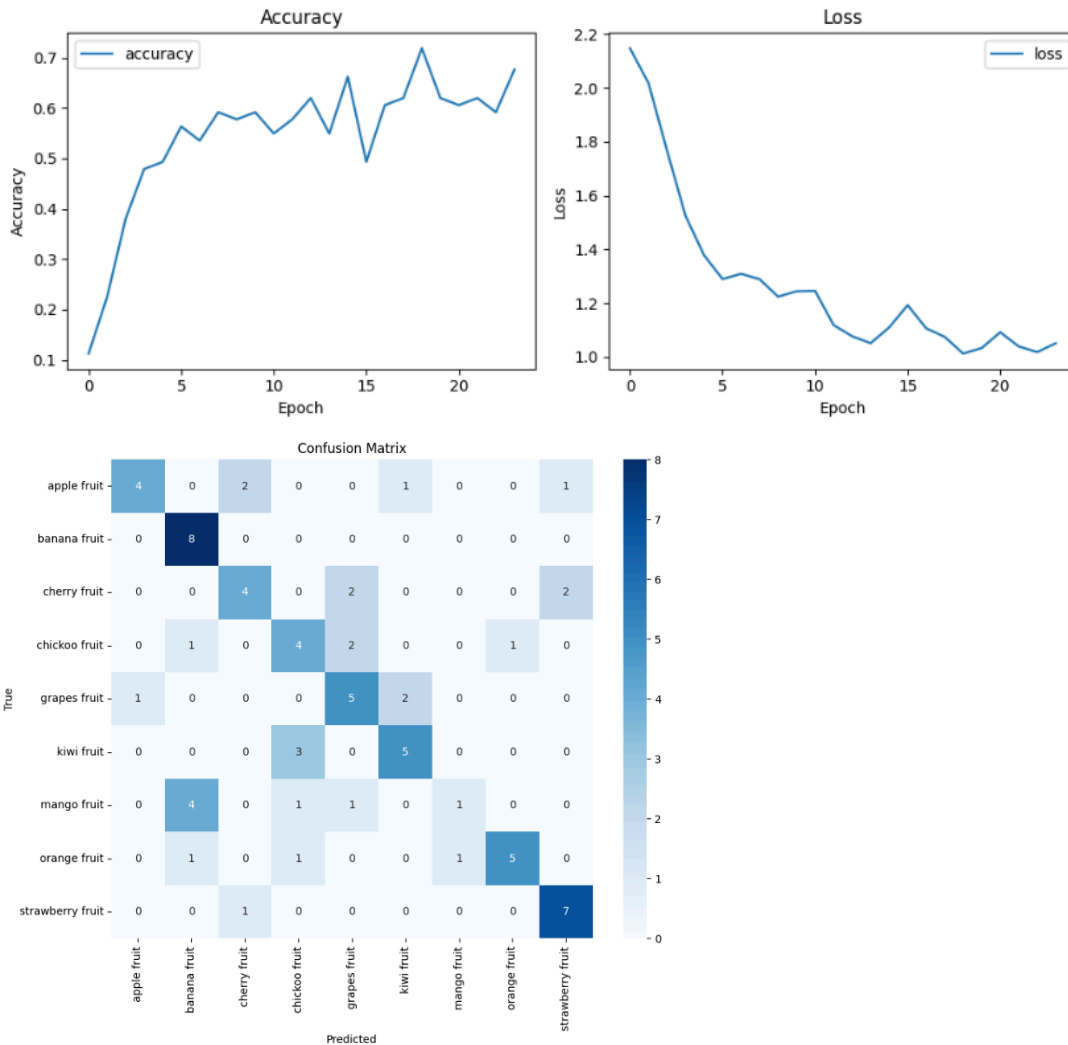 Accuracy
accuracy
0.7
0.6
0.5
0.4
0.3
0.2
0.1
Accuracy
0 5 10 15 20
Epoch
Loss
loss
2.2
2.0
1.8
1.6
1.4
1.2
1.0
Loss
0 5 10 15 20
Epoch
Confusion Matrix
apple fruit 4 0 2 0 0 1 0 0 1
banana fruit 0 8 0 0 0 0 0 0 0
cherry fruit 0 0 4 0 2 0 0 0 2
chickoo fruit 0 1 0 4 2 0 0 1 0
grapes fruit 1 0 0 0 5 2 0 0 0
kiwi fruit 0 0 0 3 0 5 0 0 0
mango fruit 0 4 0 1 1 0 1 0 0
orange fruit 0 1 0 1 0 0 1 5 0
strawberry fruit 0 0 1 0 0 0 0 0 7
True
apple fruit
banana fruit
cherry fruit
chickoo fruit
grapes fruit
kiwi fruit
mango fruit
orange fruit
strawberry fruit
Predicted
8
7
6
5
4
3
2
1
0